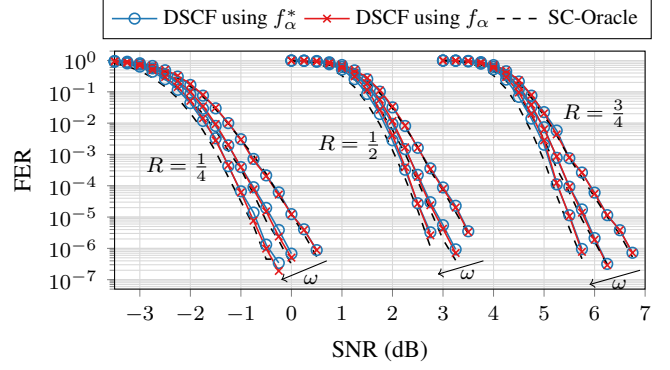 DSCF using f*α DSCF using fα SC-Oracle
10^0
10^−1
10^−2
10^−3
10^−4
10^−5
10^−6
10^−7
FER
R = 1/4
R = 1/2
R = 3/4
ω ω ω
−3 −2 −1 0 1 2 3 4 5 6 7
SNR (dB)